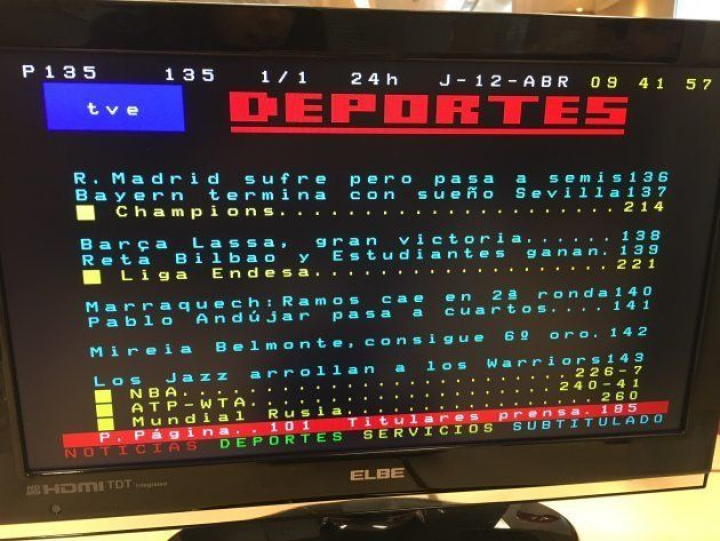 P135 135 1/1 24h J-12-ABR 09 41 57
tve DEPORTES
R.Madrid sufre pero pasa a semis136
Bayern termina con sueño Sevilla137
Champions......................214
Barça Lassa, gran victoria......138
Reta Bilbao y Estudiantes ganan.139
Liga Endesa....................221
Marraquech:Ramos cae en 2ª ronda140
Pablo Andújar pasa a cuartos....141
Mireia Belmonte,consigue 6º oro.142
Los Jazz arrollan a los Warriors143
NBA..........................226-7
ATP-WTA.....................240-41
Mundial Rusia..................260
P.Página..101 Titulares prensa.185
NOTICIAS DEPORTES SERVICIOS SUBTITULADO
ELBE
HD HDMI TDT Integrated